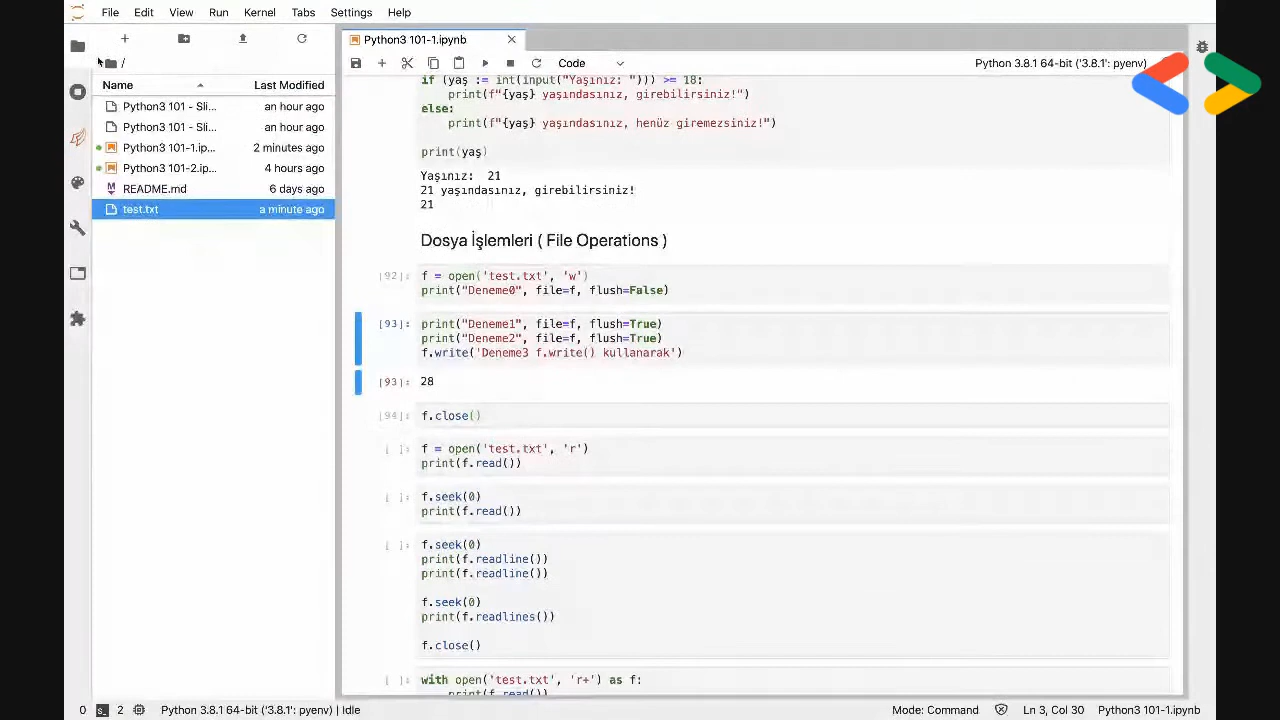 File Edit View Run Kernel Tabs Settings Help
Python3 101-1.ipynb
/
Code
Python 3.8.1 64-bit ('3.8.1': pyenv)
Name Last Modified
Python3 101 - Sli... an hour ago
Python3 101 - Sli... an hour ago
Python3 101-1.ip... 2 minutes ago
Python3 101-2.ip... 4 hours ago
README.md 6 days ago
test.txt a minute ago
if (yaş := int(input("Yaşınız: "))) >= 18:
print(f"{yaş} yaşındasınız, girebilirsiniz!")
else:
print(f"{yaş} yaşındasınız, henüz giremezsiniz!")
print(yaş)
Yaşınız: 21
21 yaşındasınız, girebilirsiniz!
21
Dosya İşlemleri ( File Operations )
[92]: f = open('test.txt', 'w')
print("Deneme0", file=f, flush=False)
[93]: print("Deneme1", file=f, flush=True)
print("Deneme2", file=f, flush=True)
f.write('Deneme3 f.write() kullanarak')
[93]: 28
[94]: f.close()
[ ]: f = open('test.txt', 'r')
print(f.read())
[ ]: f.seek(0)
print(f.read())
[ ]: f.seek(0)
print(f.readline())
print(f.readline())
f.seek(0)
print(f.readlines())
f.close()
[ ]: with open('test.txt', 'r+') as f:
print(f.read())
0 2 Python 3.8.1 64-bit ('3.8.1': pyenv) | Idle
Mode: Command Ln 3, Col 30 Python3 101-1.ipynb